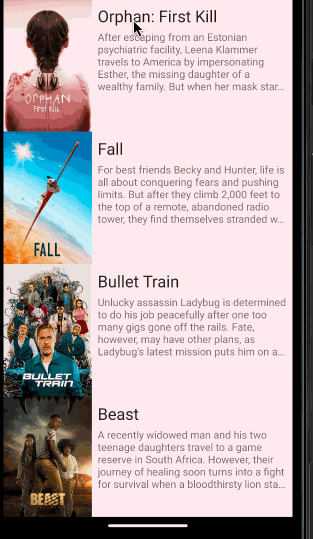 Orphan: First Kill
After escaping from an Estonian
psychiatric facility, Leena Klammer
travels to America by impersonating
Esther, the missing daughter of a
wealthy family. But when her mask star...
ORPHAN
First Kill
Fall
For best friends Becky and Hunter, life is
all about conquering fears and pushing
limits. But after they climb 2,000 feet to
the top of a remote, abandoned radio
tower, they find themselves stranded w...
FALL
Bullet Train
Unlucky assassin Ladybug is determined
to do his job peacefully after one too
many gigs gone off the rails. Fate,
however, may have other plans, as
Ladybug's latest mission puts him on a...
BULLET
TRAIN
Beast
A recently widowed man and his two
teenage daughters travel to a game
reserve in South Africa. However, their
journey of healing soon turns into a fight
for survival when a bloodthirsty lion sta...
BEAST